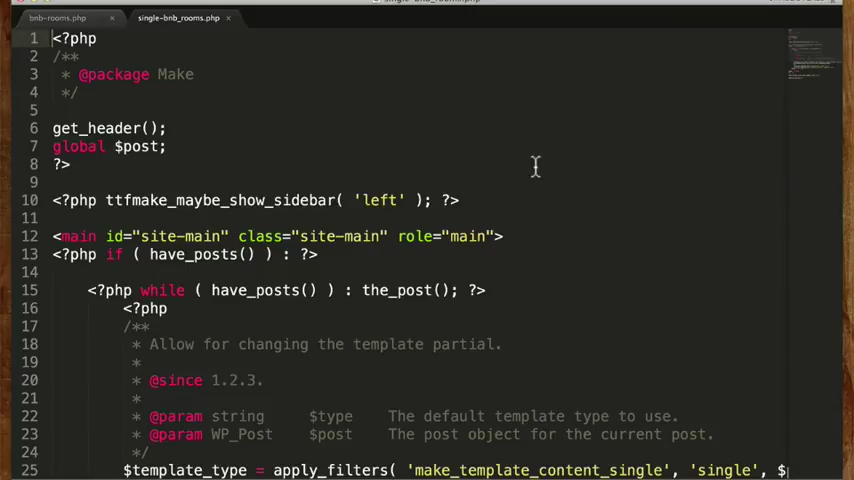 single-bnb_rooms.php
bnb-rooms.php × single-bnb_rooms.php ×
1 <?php
2 /**
3 * @package Make
4 */
5
6 get_header();
7 global $post;
8 ?>
9
10 <?php ttfmake_maybe_show_sidebar( 'left' ); ?>
11
12 <main id="site-main" class="site-main" role="main">
13 <?php if ( have_posts() ) : ?>
14
15 <?php while ( have_posts() ) : the_post(); ?>
16 <?php
17 /**
18 * Allow for changing the template partial.
19 *
20 * @since 1.2.3.
21 *
22 * @param string $type The default template type to use.
23 * @param WP_Post $post The post object for the current post.
24 */
25 $template_type = apply_filters( 'make_template_content_single', 'single', $